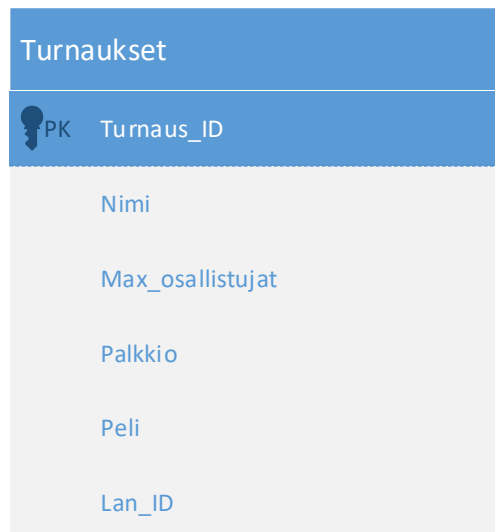 Turnaukset
PK Turnaus_ID
Nimi
Max_osallistujat
Palkkio
Peli
Lan_ID